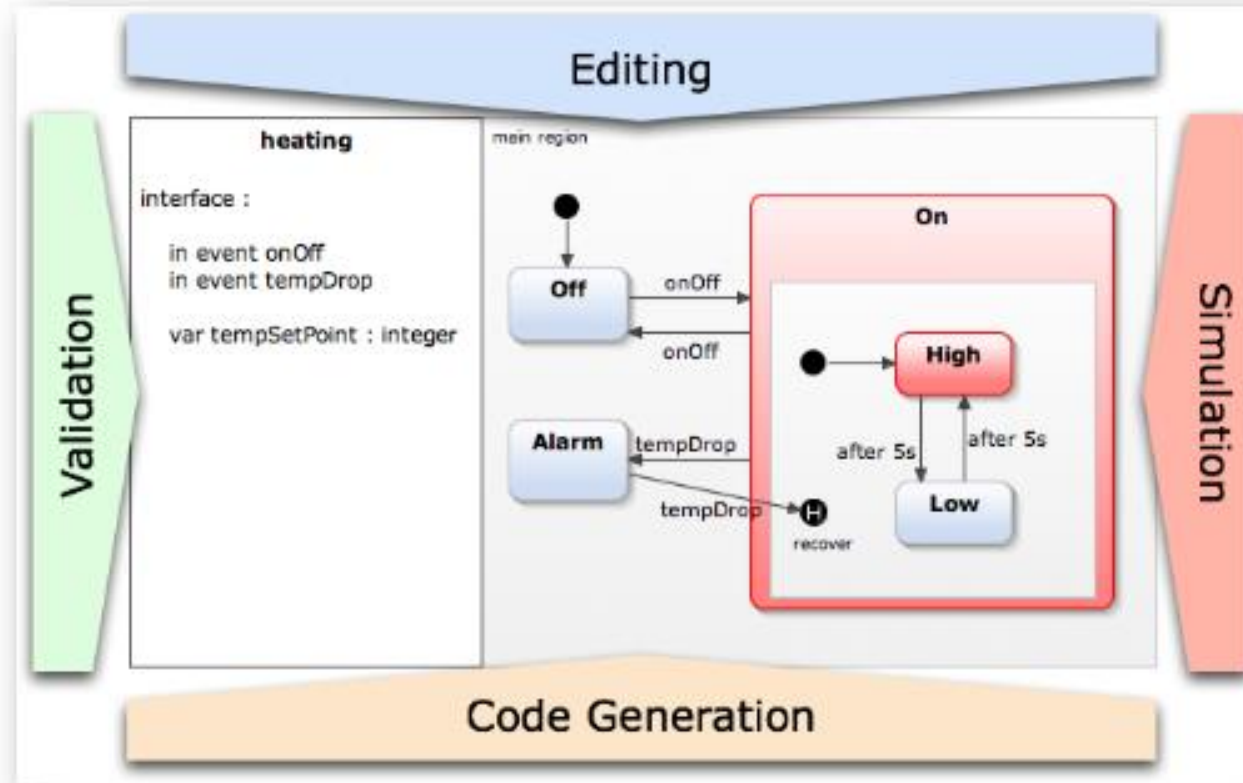 Editing
Validation
heating
interface :
in event onOff
in event tempDrop
var tempSetPoint : integer
main region
On
Off
onOff
onOff
High
Alarm
tempDrop
after 5s
after 5s
tempDrop
H
Low
recover
Simulation
Code Generation